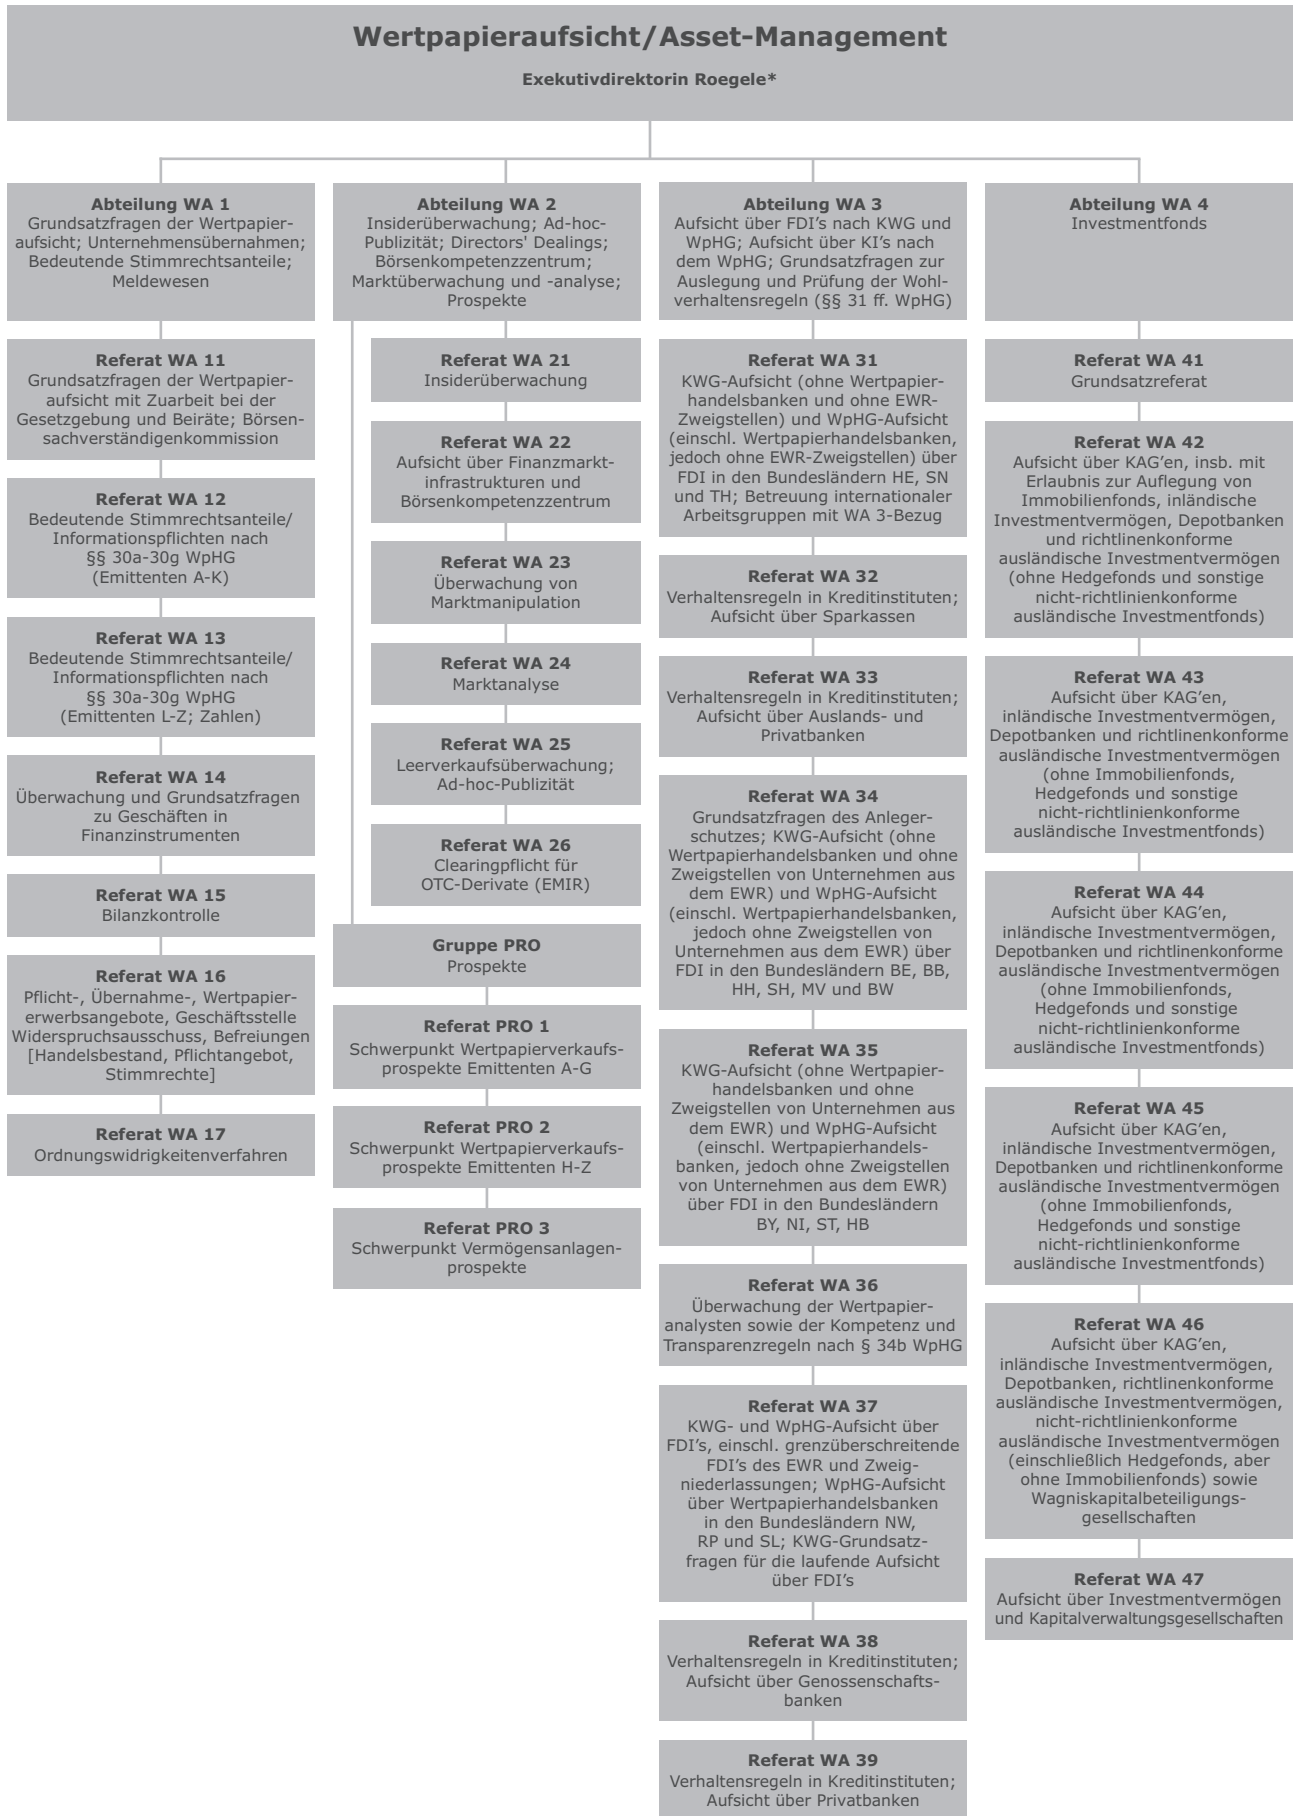 Wertpapieraufsicht/Asset-Management
Exekutivdirektorin Roegele*
Abteilung WA 1
Grundsatzfragen der Wertpapier-
aufsicht; Unternehmensübernahmen;
Bedeutende Stimmrechtsanteile;
Meldewesen
Referat WA 11
Grundsatzfragen der Wertpapier-
aufsicht mit Zuarbeit bei der
Gesetzgebung und Beiräte; Börsen-
sachverständigenkommission
Referat WA 12
Bedeutende Stimmrechtsanteile/
Informationspflichten nach
§§ 30a-30g WpHG
(Emittenten A-K)
Referat WA 13
Bedeutende Stimmrechtsanteile/
Informationspflichten nach
§§ 30a-30g WpHG
(Emittenten L-Z; Zahlen)
Referat WA 14
Überwachung und Grundsatzfragen
zu Geschäften in
Finanzinstrumenten
Referat WA 15
Bilanzkontrolle
Referat WA 16
Pflicht-, Übernahme-, Wertpapier-
erwerbsangebote, Geschäftsstelle
Widerspruchsausschuss, Befreiungen
[Handelsbestand, Pflichtangebot,
Stimmrechte]
Referat WA 17
Ordnungswidrigkeitenverfahren
Abteilung WA 2
Insiderüberwachung; Ad-hoc-
Publizität; Directors' Dealings;
Börsenkompetenzzentrum;
Marktüberwachung und -analyse;
Prospekte
Referat WA 21
Insiderüberwachung
Referat WA 22
Aufsicht über Finanzmarkt-
infrastrukturen und
Börsenkompetenzzentrum
Referat WA 23
Überwachung von
Marktmanipulation
Referat WA 24
Marktanalyse
Referat WA 25
Leerverkaufsüberwachung;
Ad-hoc-Publizität
Referat WA 26
Clearingpflicht für
OTC-Derivate (EMIR)
Gruppe PRO
Prospekte
Referat PRO 1
Schwerpunkt Wertpapierverkaufs-
prospekte Emittenten A-G
Referat PRO 2
Schwerpunkt Wertpapierverkaufs-
prospekte Emittenten H-Z
Referat PRO 3
Schwerpunkt Vermögensanlagen-
prospekte
Abteilung WA 3
Aufsicht über FDI's nach KWG und
WpHG; Aufsicht über KI's nach
dem WpHG; Grundsatzfragen zur
Auslegung und Prüfung der Wohl-
verhaltensregeln (§§ 31 ff. WpHG)
Referat WA 31
KWG-Aufsicht (ohne Wertpapier-
handelsbanken und ohne EWR-
Zweigstellen) und WpHG-Aufsicht
(einschl. Wertpapierhandelsbanken,
jedoch ohne EWR-Zweigstellen) über
FDI in den Bundesländern HE, SN
und TH; Betreuung internationaler
Arbeitsgruppen mit WA 3-Bezug
Referat WA 32
Verhaltensregeln in Kreditinstituten;
Aufsicht über Sparkassen
Referat WA 33
Verhaltensregeln in Kreditinstituten;
Aufsicht über Auslands- und
Privatbanken
Referat WA 34
Grundsatzfragen des Anleger-
schutzes; KWG-Aufsicht (ohne
Wertpapierhandelsbanken und ohne
Zweigstellen von Unternehmen aus
dem EWR) und WpHG-Aufsicht
(einschl. Wertpapierhandelsbanken,
jedoch ohne Zweigstellen von
Unternehmen aus dem EWR) über
FDI in den Bundesländern BE, BB,
HH, SH, MV und BW
Referat WA 35
KWG-Aufsicht (ohne Wertpapier-
handelsbanken und ohne
Zweigstellen von Unternehmen aus
dem EWR) und WpHG-Aufsicht
(einschl. Wertpapierhandels-
banken, jedoch ohne Zweigstellen
von Unternehmen aus dem EWR)
über FDI in den Bundesländern
BY, NI, ST, HB
Referat WA 36
Überwachung der Wertpapier-
analysten sowie der Kompetenz und
Transparenzregeln nach § 34b WpHG
Referat WA 37
KWG- und WpHG-Aufsicht über
FDI's, einschl. grenzüberschreitende
FDI's des EWR und Zweig-
niederlassungen; WpHG-Aufsicht
über Wertpapierhandelsbanken
in den Bundesländern NW,
RP und SL; KWG-Grundsatz-
fragen für die laufende Aufsicht
über FDI's
Referat WA 38
Verhaltensregeln in Kreditinstituten;
Aufsicht über Genossenschafts-
banken
Referat WA 39
Verhaltensregeln in Kreditinstituten;
Aufsicht über Privatbanken
Abteilung WA 4
Investmentfonds
Referat WA 41
Grundsatzreferat
Referat WA 42
Aufsicht über KAG'en, insb. mit
Erlaubnis zur Auflegung von
Immobilienfonds, inländische
Investmentvermögen, Depotbanken
und richtlinenkonforme
ausländische Investmentvermögen
(ohne Hedgefonds und sonstige
nicht-richtlinienkonforme
ausländische Investmentfonds)
Referat WA 43
Aufsicht über KAG'en,
inländische Investmentvermögen,
Depotbanken und richtlinenkonforme
ausländische Investmentvermögen
(ohne Immobilienfonds,
Hedgefonds und sonstige
nicht-richtlinienkonforme
ausländische Investmentfonds)
Referat WA 44
Aufsicht über KAG'en,
inländische Investmentvermögen,
Depotbanken und richtlinenkonforme
ausländische Investmentvermögen
(ohne Immobilienfonds,
Hedgefonds und sonstige
nicht-richtlinienkonforme
ausländische Investmentfonds)
Referat WA 45
Aufsicht über KAG'en,
inländische Investmentvermögen,
Depotbanken und richtlinenkonforme
ausländische Investmentvermögen
(ohne Immobilienfonds,
Hedgefonds und sonstige
nicht-richtlinienkonforme
ausländische Investmentfonds)
Referat WA 46
Aufsicht über KAG'en,
inländische Investmentvermögen,
Depotbanken, richtlinenkonforme
ausländische Investmentvermögen,
nicht-richtlinienkonforme
ausländische Investmentvermögen
(einschließlich Hedgefonds, aber
ohne Immobilienfonds) sowie
Wagniskapitalbeteiligungs-
gesellschaften
Referat WA 47
Aufsicht über Investmentvermögen
und Kapitalverwaltungsgesellschaften